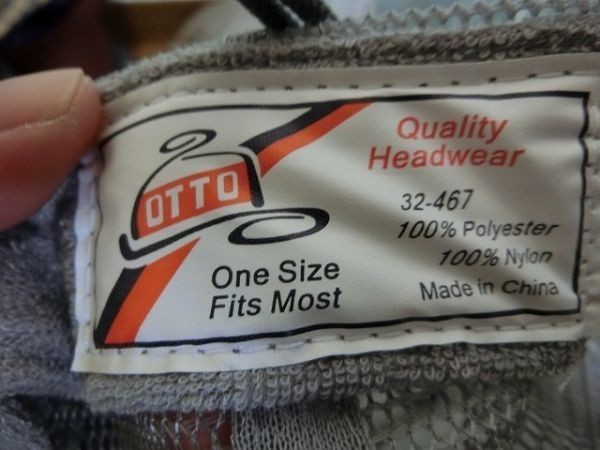 OTTO
One Size
Fits Most
Quality
Headwear
32-467
100% Polyester
100% Nylon
Made in China